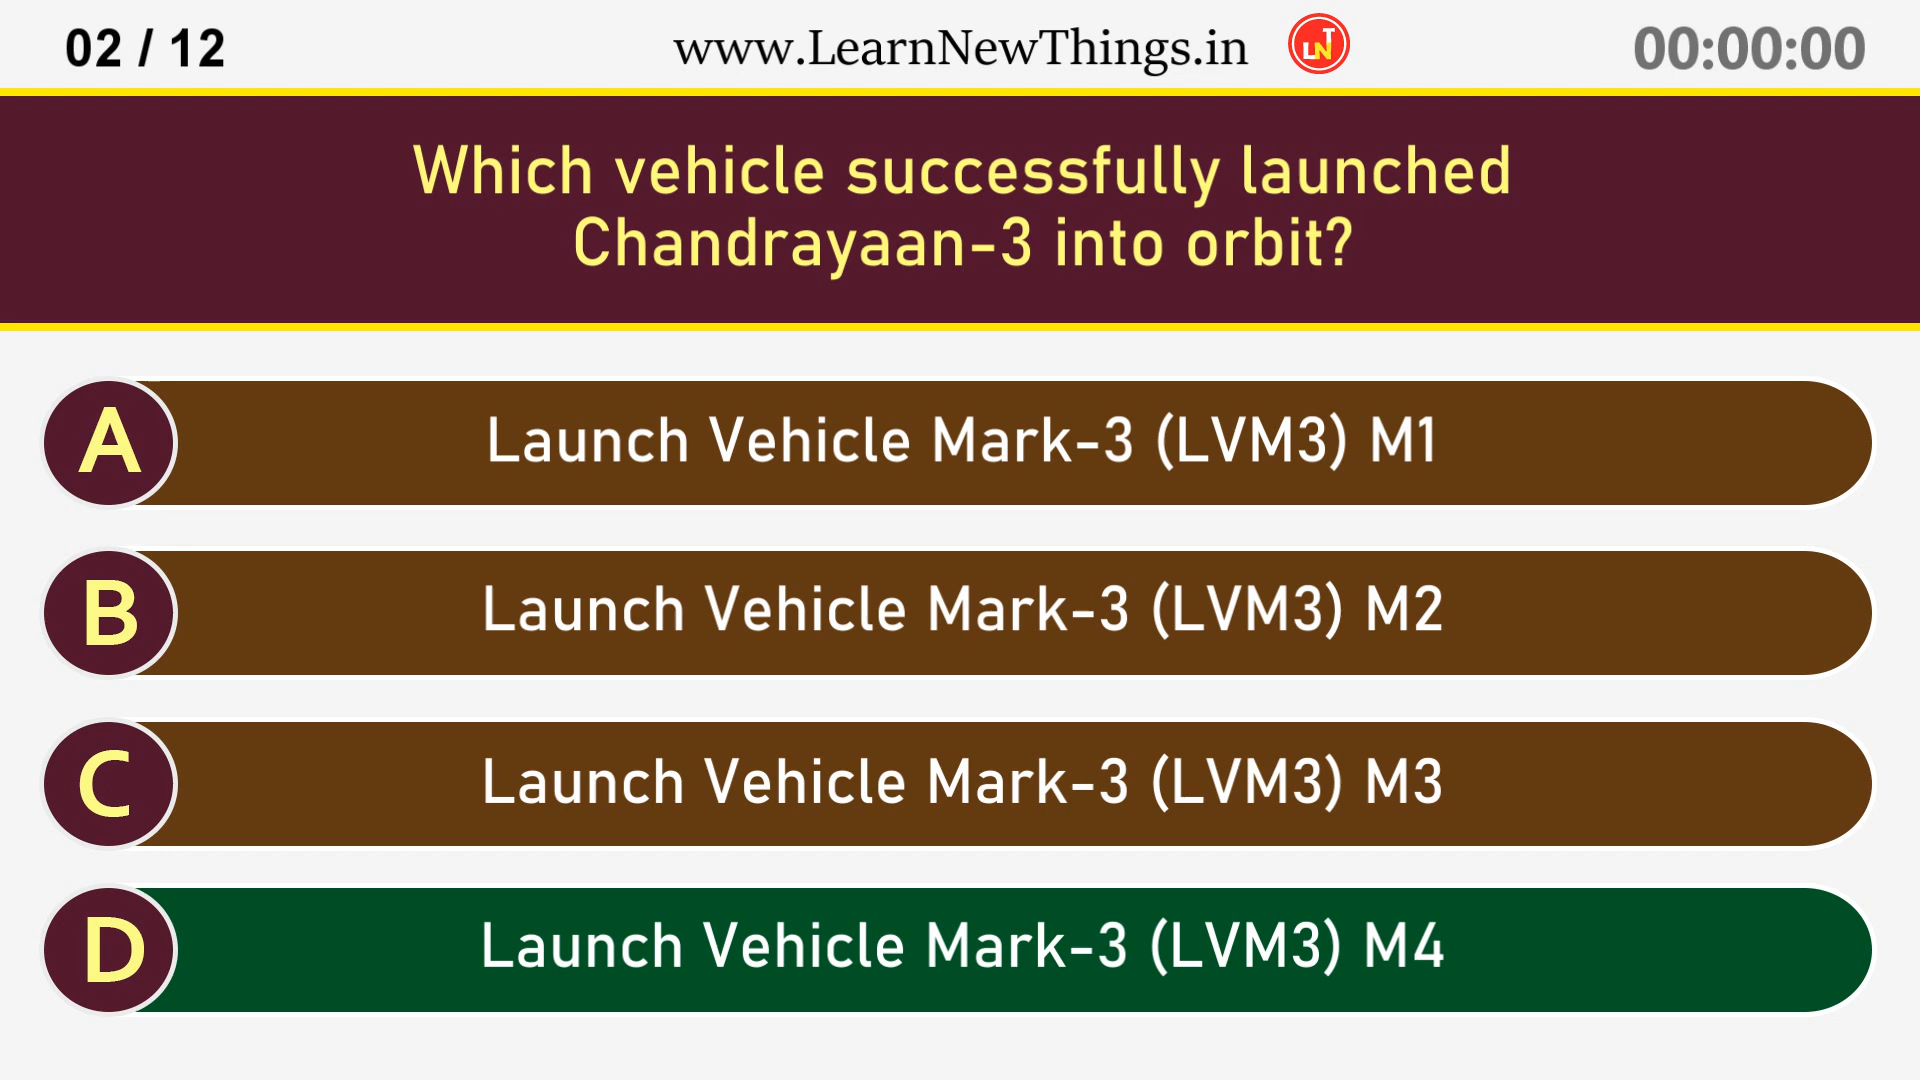 02 / 12
www.LearnNewThings.in
LNT
00:00:00
Which vehicle successfully launched
Chandrayaan-3 into orbit?
A
Launch Vehicle Mark-3 (LVM3) M1
B
Launch Vehicle Mark-3 (LVM3) M2
C
Launch Vehicle Mark-3 (LVM3) M3
D
Launch Vehicle Mark-3 (LVM3) M4